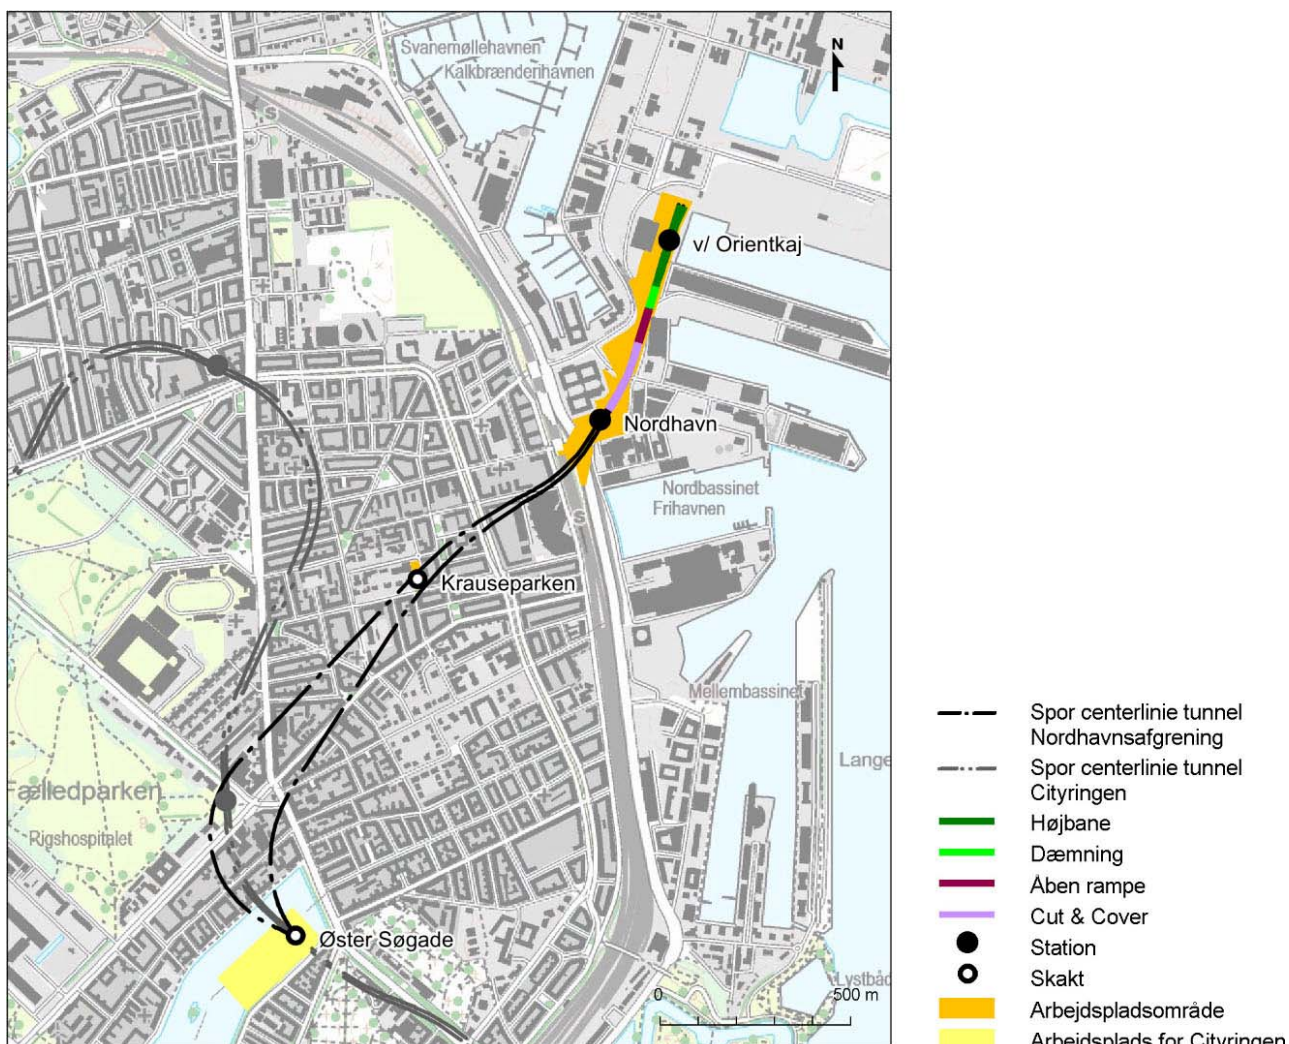 Svanemøllehavnen
Kalkbrænderihavnen
N
S
v/ Orientkaj
N
Nordhavn
Nordbassinet
Frihavnen
S
Krauseparken
Mellembassinet
Lange
Fælledparken
Rigshospitalet
Øster Søgade
Lystbåd
0 500 m
Spor centerlinie tunnel
Nordhavnsafgrening
Spor centerlinie tunnel
Cityringen
Højbane
Dæmning
Åben rampe
Cut & Cover
Station
Skakt
Arbejdspladsområde
Arbejdsplads for Cityringen